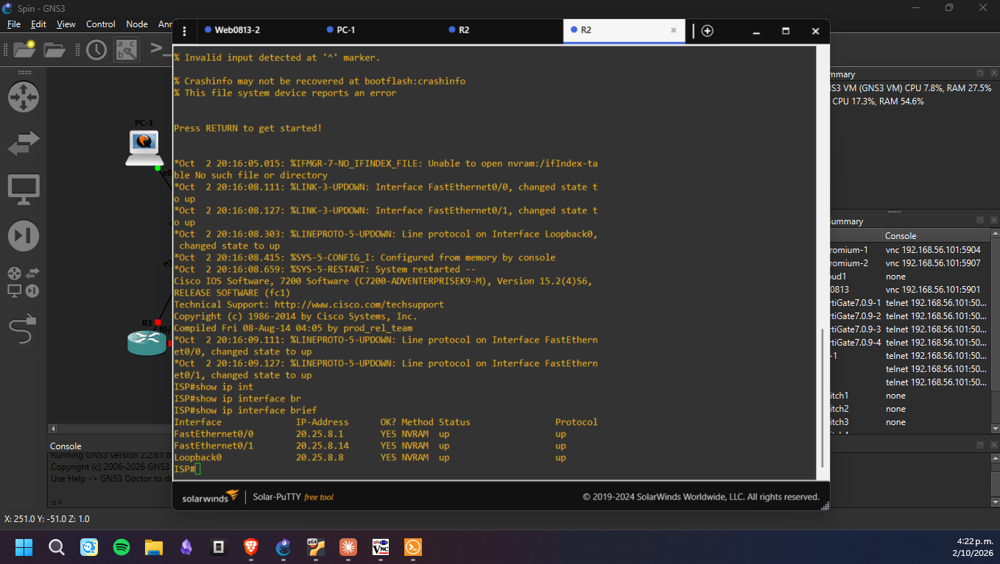 Spin - GNS3
File Edit View Control Node Ann
Web0813-2 PC-1 R2 R2
% Invalid input detected at '^' marker.
% Crashinfo may not be recovered at bootflash:crashinfo
% This file system device reports an error
Press RETURN to get started!
*Oct  2 20:16:05.015: %IFMGR-7-NO_IFINDEX_FILE: Unable to open nvram:/ifIndex-ta
ble No such file or directory
*Oct  2 20:16:08.111: %LINK-3-UPDOWN: Interface FastEthernet0/0, changed state t
o up
*Oct  2 20:16:08.127: %LINK-3-UPDOWN: Interface FastEthernet0/1, changed state t
o up
*Oct  2 20:16:08.303: %LINEPROTO-5-UPDOWN: Line protocol on Interface Loopback0,
 changed state to up
*Oct  2 20:16:08.415: %SYS-5-CONFIG_I: Configured from memory by console
*Oct  2 20:16:08.659: %SYS-5-RESTART: System restarted --
Cisco IOS Software, 7200 Software (C7200-ADVENTERPRISEK9-M), Version 15.2(4)S6,
RELEASE SOFTWARE (fc1)
Technical Support: http://www.cisco.com/techsupport
Copyright (c) 1986-2014 by Cisco Systems, Inc.
Compiled Fri 08-Aug-14 04:05 by prod_rel_team
*Oct  2 20:16:09.111: %LINEPROTO-5-UPDOWN: Line protocol on Interface FastEthern
et0/0, changed state to up
*Oct  2 20:16:09.127: %LINEPROTO-5-UPDOWN: Line protocol on Interface FastEthern
et0/1, changed state to up
ISP#show ip int
ISP#show ip interface br
ISP#show ip interface brief
Interface IP-Address OK? Method Status Protocol
FastEthernet0/0 20.25.8.1 YES NVRAM up up
FastEthernet0/1 20.25.8.14 YES NVRAM up up
Loopback0 20.25.8.8 YES NVRAM up up
ISP#
solarwinds Solar-PuTTY free tool © 2019-2024 SolarWinds Worldwide, LLC. All rights reserved.
PC-1
R1
mmary
S3 VM (GNS3 VM) CPU 7.8%, RAM 27.5%
CPU 17.3%, RAM 54.6%
ummary
Console
romium-1 vnc 192.168.56.101:5904
romium-2 vnc 192.168.56.101:5907
oud1 none
0813 vnc 192.168.56.101:5901
rtiGate7.0.9-1 telnet 192.168.56.101:50...
rtiGate7.0.9-2 telnet 192.168.56.101:50...
rtiGate7.0.9-3 telnet 192.168.56.101:50...
rtiGate7.0.9-4 telnet 192.168.56.101:50...
-1 telnet 192.168.56.101:50...
telnet 192.168.56.101:50...
telnet 192.168.56.101:50...
itch1 none
itch2 none
itch3 none
Console
Running GNS3 version 2.2.61 o
Copyright (c) 2006-2026 GNS3
Use Help -> GNS3 Doctor to de
=>
X: 251.0 Y: -51.0 Z: 1.0
4:22 p. m.
2/10/2026